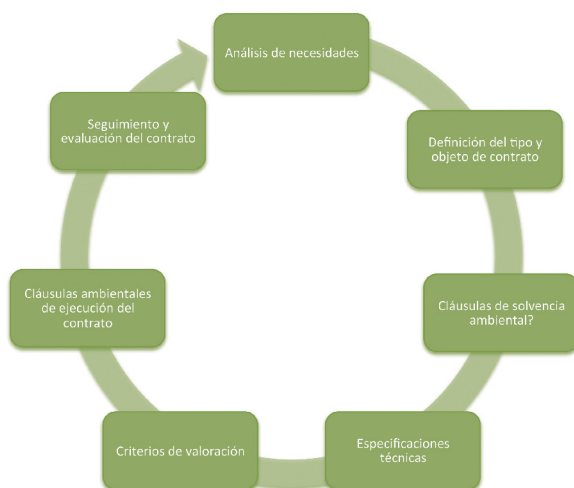 Análisis de necesidades
Definición del tipo y
objeto de contrato
Cláusulas de solvencia
ambiental?
Especificaciones
técnicas
Criterios de valoración
Cláusulas ambientales
de ejecución del
contrato
Seguimiento y
evaluación del contrato